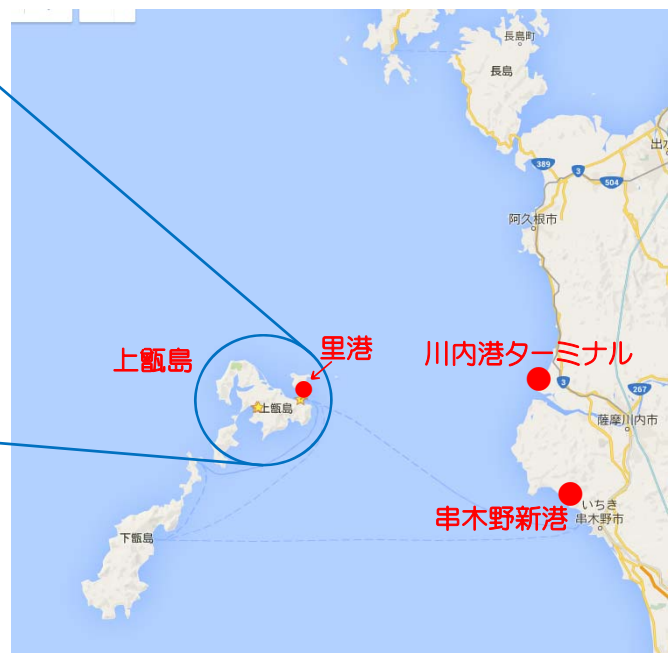 長島町
長島
389
3
504
出水
阿久根市
里港
上甑島
川内港ターミナル
3
267
上甑島
薩摩川内市
串木野新港
いちき
串木野市
下甑島